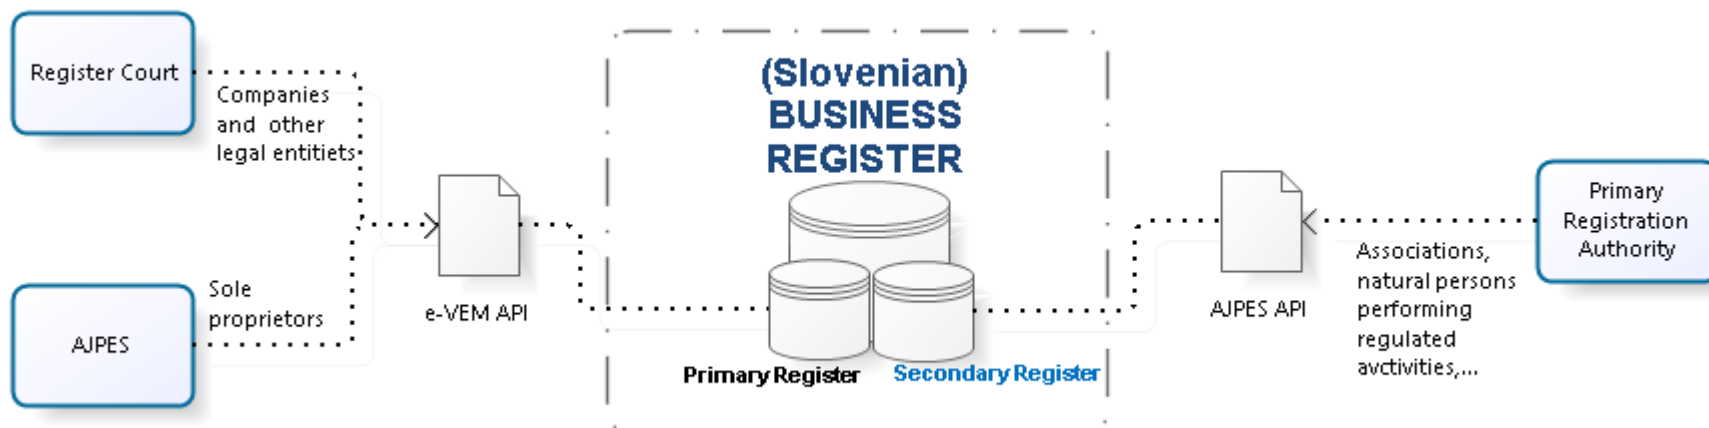 Register Court
Companies
and other
legal entitiets
(Slovenian)
BUSINESS
REGISTER
Primary
Registration
Authority
Associations,
natural persons
performing
regulated
avctivities,...
Sole
proprietors
AJPES
e-VEM API
AJPES API
Primary Register
Secondary Register